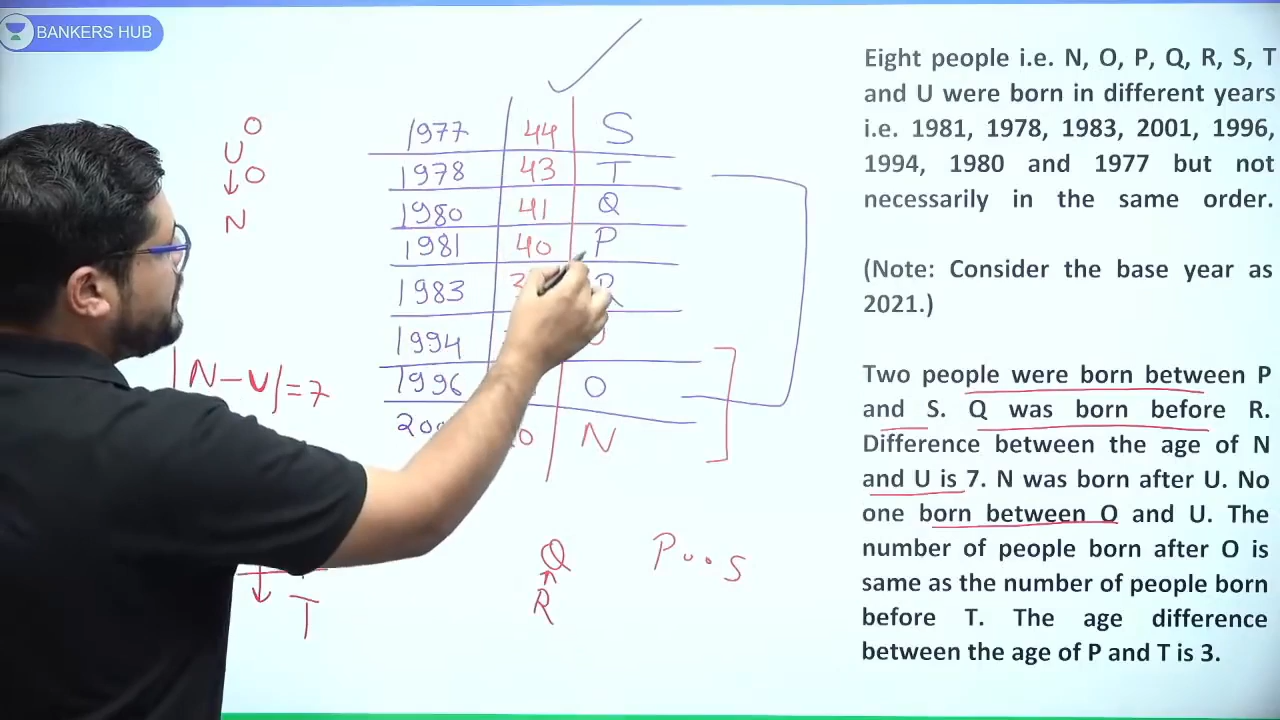 BANKERS HUB
Eight people i.e. N, O, P, Q, R, S, T
and U were born in different years
i.e. 1981, 1978, 1983, 2001, 1996,
1994, 1980 and 1977 but not
necessarily in the same order.
(Note: Consider the base year as
2021.)
Two people were born between P
and S. Q was born before R.
Difference between the age of N
and U is 7. N was born after U. No
one born between O and U. The
number of people born after O is
same as the number of people born
before T. The age difference
between the age of P and T is 3.
O
U
O
N
|N-U|=7
T
1977 44 S
1978 43 T
1980 41 Q
1981 40 P
1983 R
1994
1996 O
N
Q
R
P..S